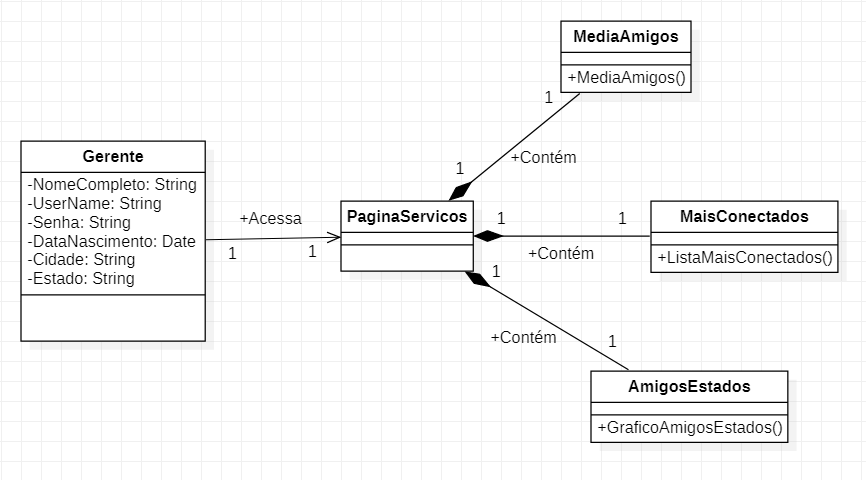 MediaAmigos
+MediaAmigos()
1
+Contém
1
Gerente
-NomeCompleto: String
-UserName: String
-Senha: String
-DataNascimento: Date
-Cidade: String
-Estado: String
+Acessa
1
1
PaginaServicos
1
1
+Contém
MaisConectados
+ListaMaisConectados()
1
+Contém
1
AmigosEstados
+GraficoAmigosEstados()